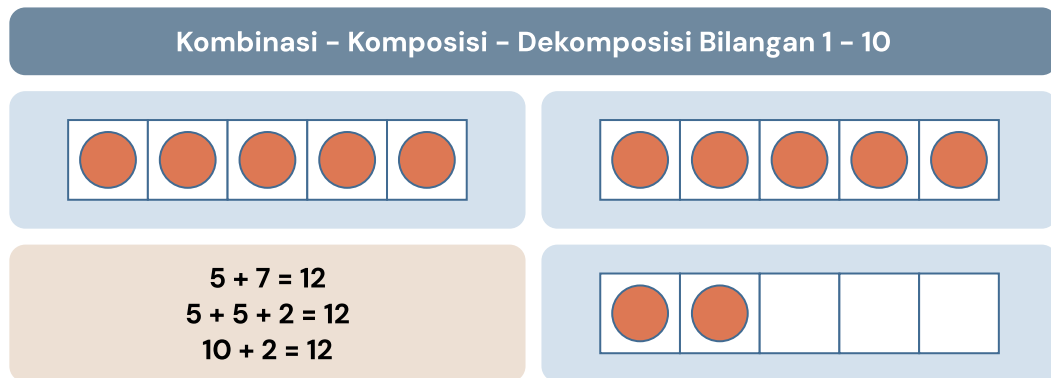 Kombinasi – Komposisi – Dekomposisi Bilangan 1 – 10
5 + 7 = 12
5 + 5 + 2 = 12
10 + 2 = 12